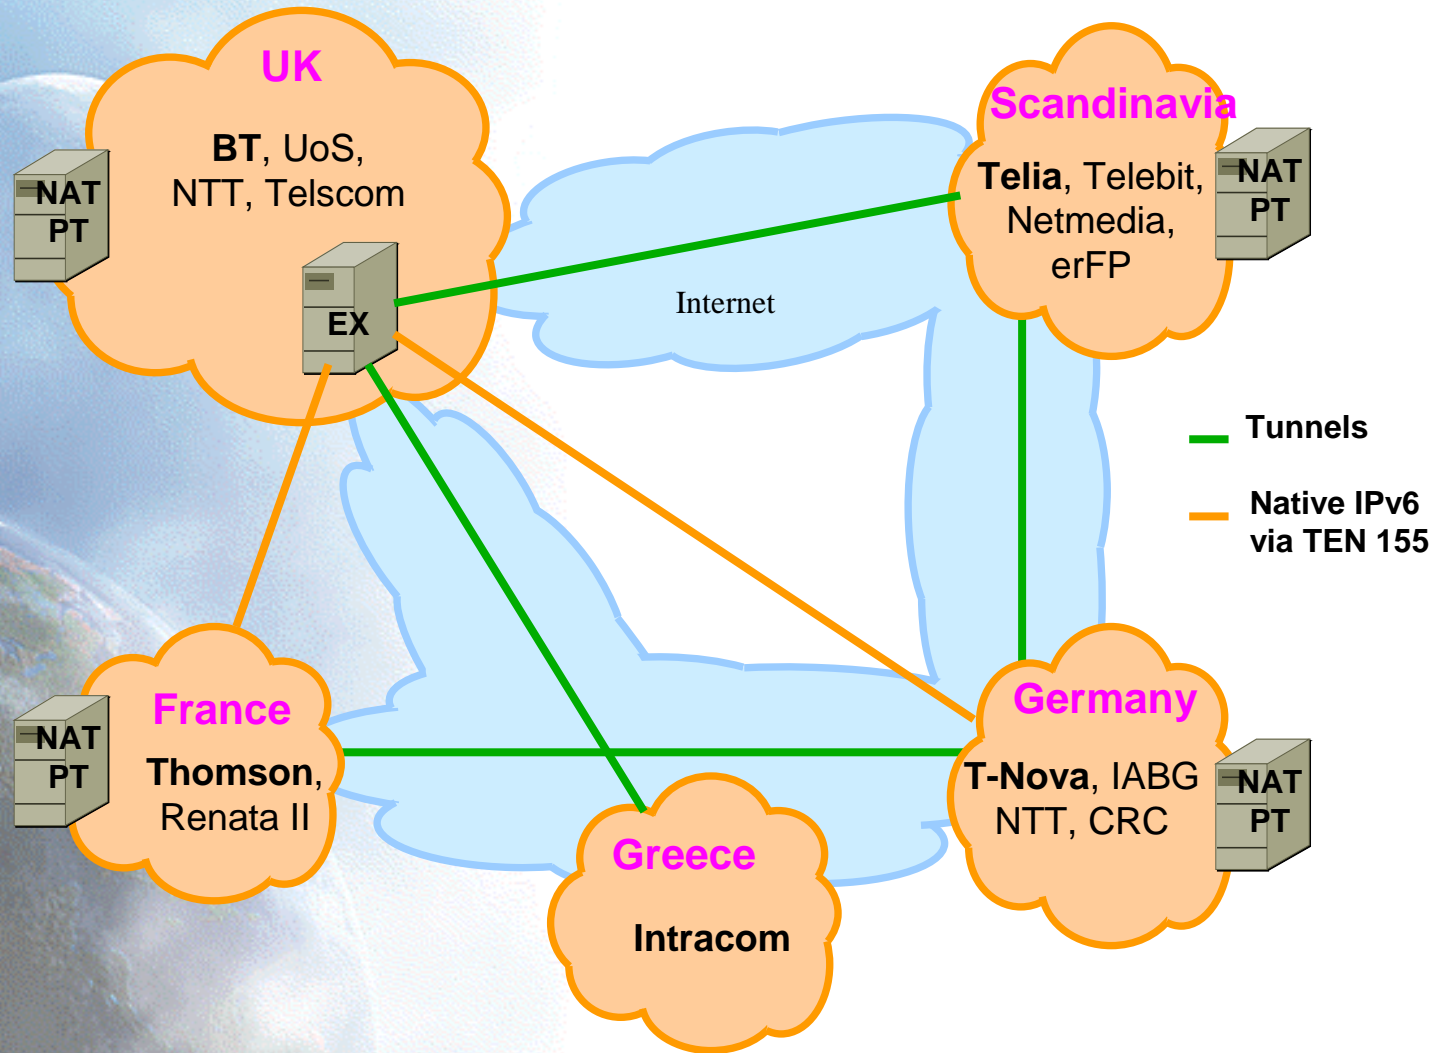 UK
BT, UoS,
NTT, Telscom
NAT
PT
EX
Scandinavia
Telia, Telebit,
Netmedia,
erFP
NAT
PT
Internet
Tunnels
Native IPv6
via TEN 155
France
Thomson,
Renata II
NAT
PT
Greece
Intracom
Germany
T-Nova, IABG
NTT, CRC
NAT
PT